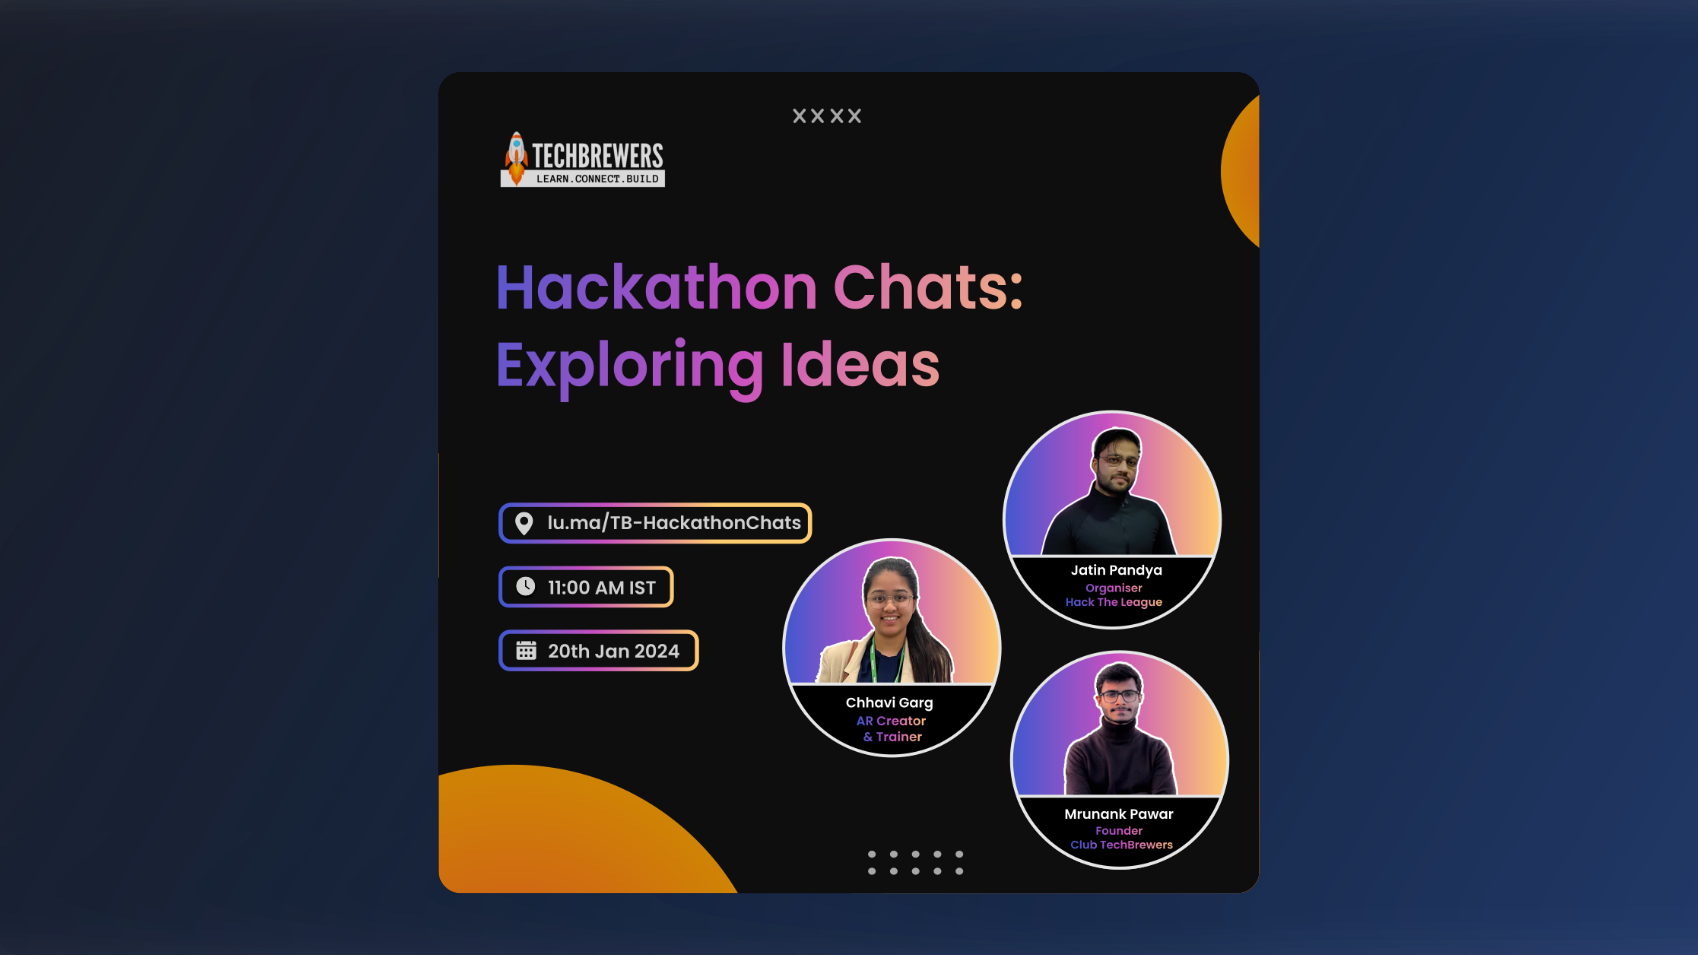 XXXX
TECHBREWERS
LEARN.CONNECT.BUILD
Hackathon Chats:
Exploring Ideas
lu.ma/TB-HackathonChats
11:00 AM IST
20th Jan 2024
Jatin Pandya
Organiser
Hack The League
Chhavi Garg
AR Creator
& Trainer
Mrunank Pawar
Founder
Club TechBrewers